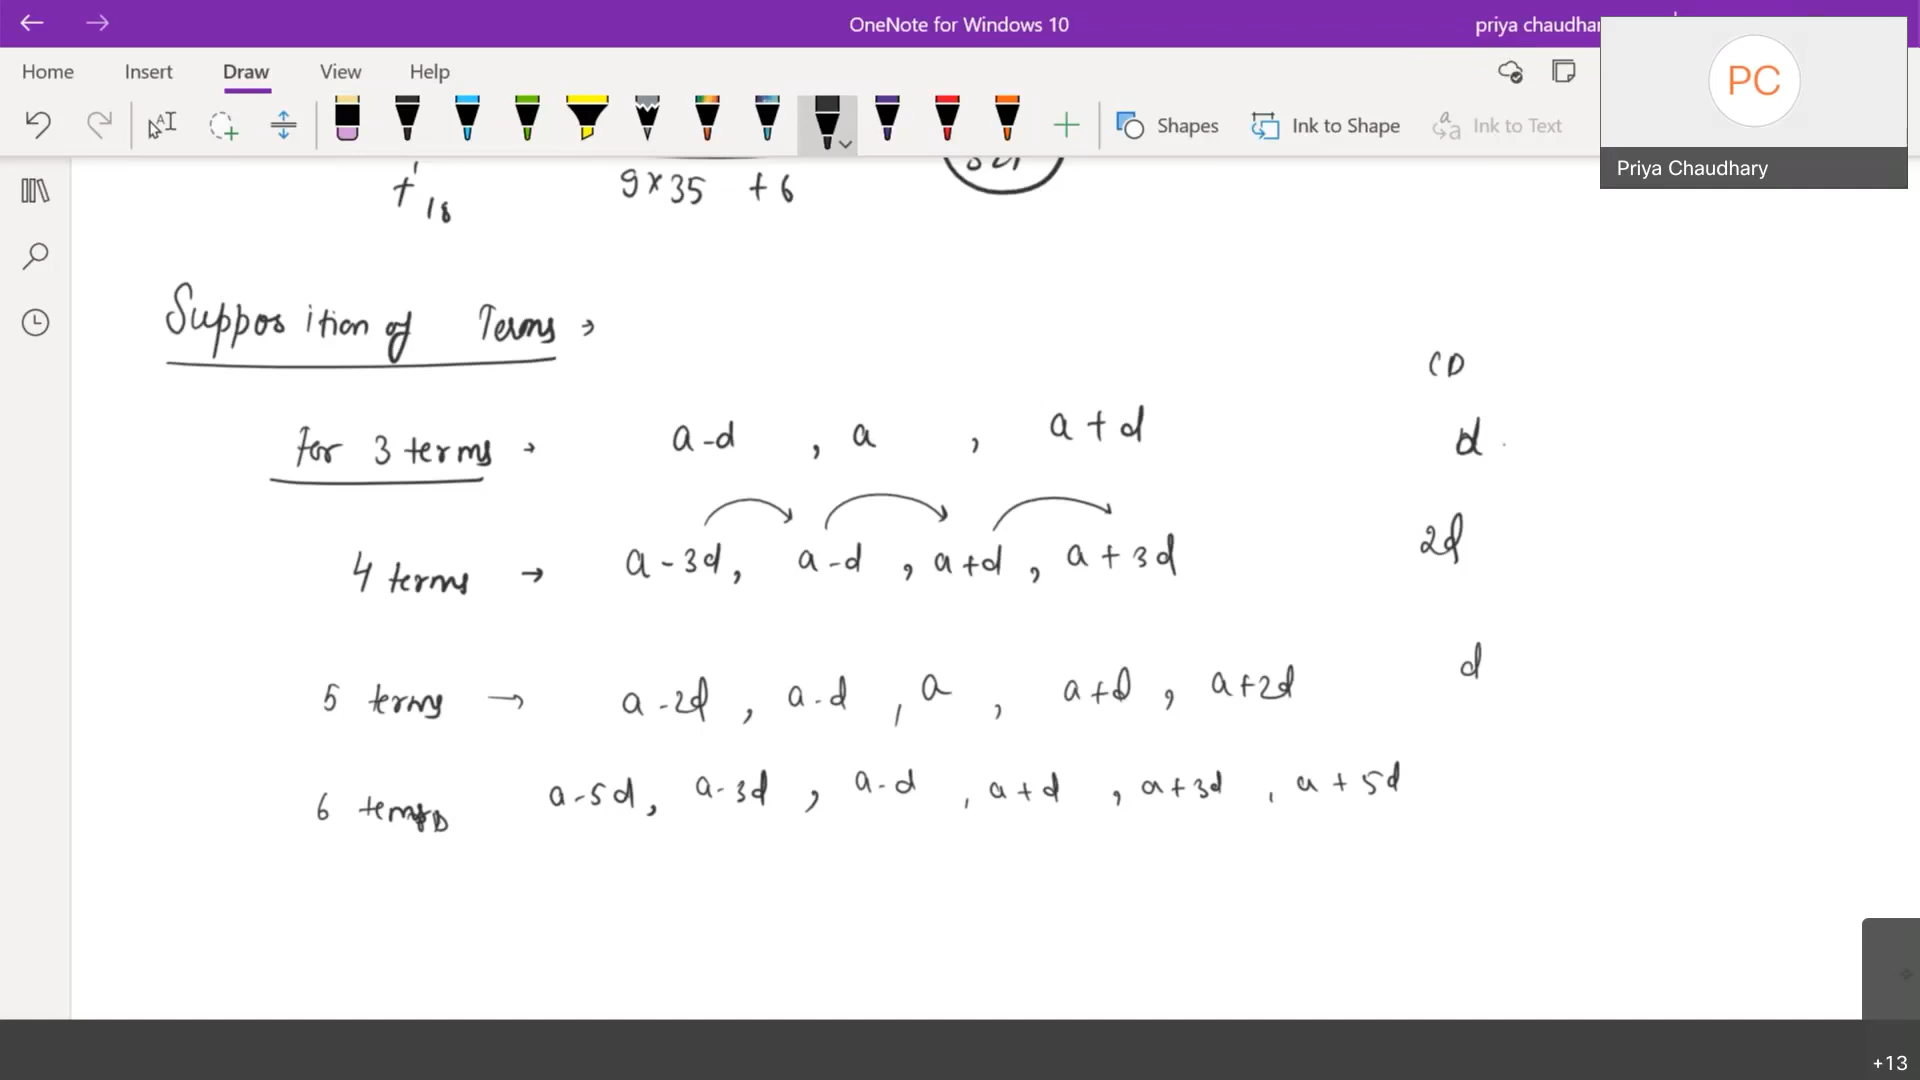 OneNote for Windows 10
priya chaudhar
PC
Priya Chaudhary
Home Insert Draw View Help
Shapes Ink to Shape Ink to Text
t18 9x35 +6
Supposition of Terms →
CD
For 3 terms → a-d , a , a+d d
4 terms → a-3d, a-d , a+d , a+3d 2d
5 terms → a-2d , a-d , a , a+d , a+2d d
6 terms a-5d, a-3d , a-d , a+d , a+3d , a+5d
+13